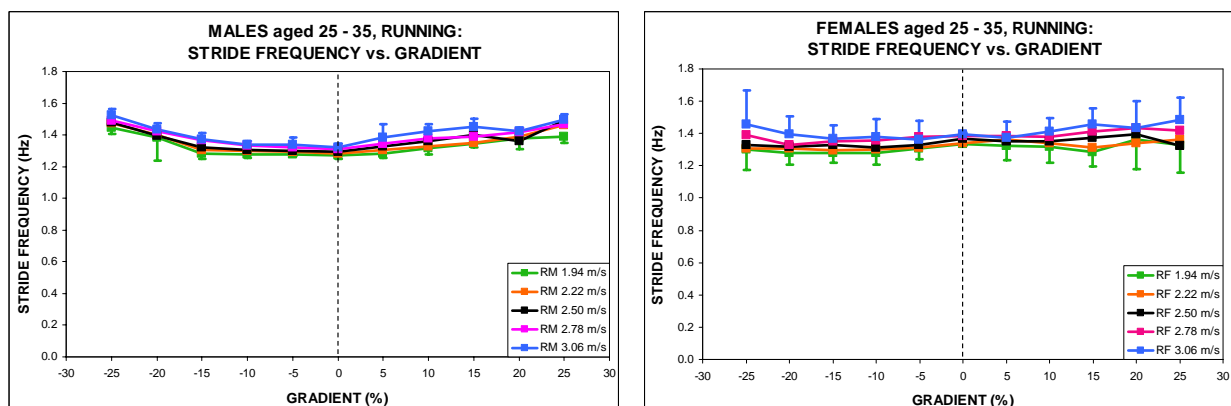 MALES aged 25 - 35, RUNNING:
STRIDE FREQUENCY vs. GRADIENT
STRIDE FREQUENCY (Hz)
1.8
1.6
1.4
1.2
1.0
0.8
0.6
0.4
0.2
0.0
-30 -25 -20 -15 -10 -5 0 5 10 15 20 25 30
GRADIENT (%)
RM 1.94 m/s
RM 2.22 m/s
RM 2.50 m/s
RM 2.78 m/s
RM 3.06 m/s
FEMALES aged 25 - 35, RUNNING:
STRIDE FREQUENCY vs. GRADIENT
STRIDE FREQUENCY (Hz)
1.8
1.6
1.4
1.2
1.0
0.8
0.6
0.4
0.2
0.0
-30 -25 -20 -15 -10 -5 0 5 10 15 20 25 30
GRADIENT (%)
RF 1.94 m/s
RF 2.22 m/s
RF 2.50 m/s
RF 2.78 m/s
RF 3.06 m/s